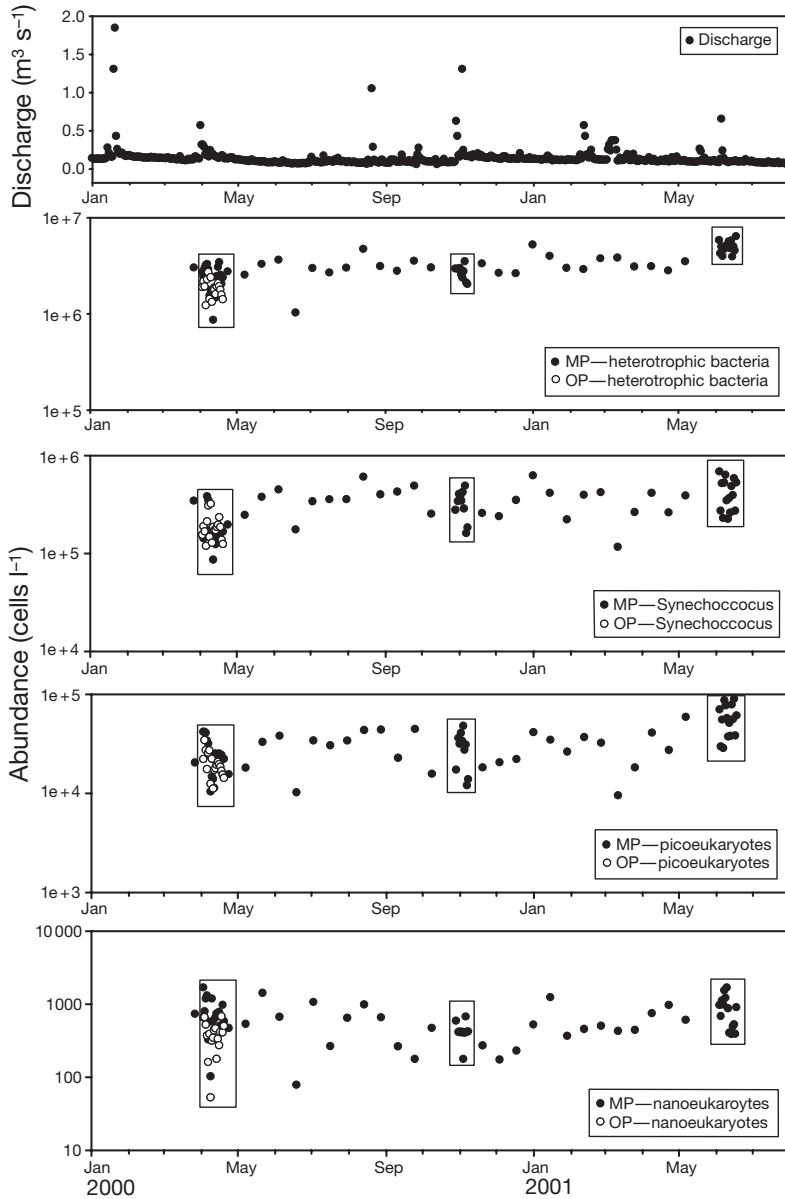 Discharge (m³ s⁻¹)
2.0
1.5
1.0
0.5
0.0
Discharge
Jan May Sep Jan May
Abundance (cells l⁻¹)
1e+7
1e+6
1e+5
MP—heterotrophic bacteria
OP—heterotrophic bacteria
Jan May Sep Jan May
1e+6
1e+5
1e+4
MP—Synechoccocus
OP—Synechoccocus
Jan May Sep Jan May
1e+5
1e+4
1e+3
MP—picoeukaryotes
OP—picoeukaryotes
Jan May Sep Jan May
10 000
1000
100
10
MP—nanoeukaroytes
OP—nanoeukaryotes
Jan May Sep Jan May
2000 2001